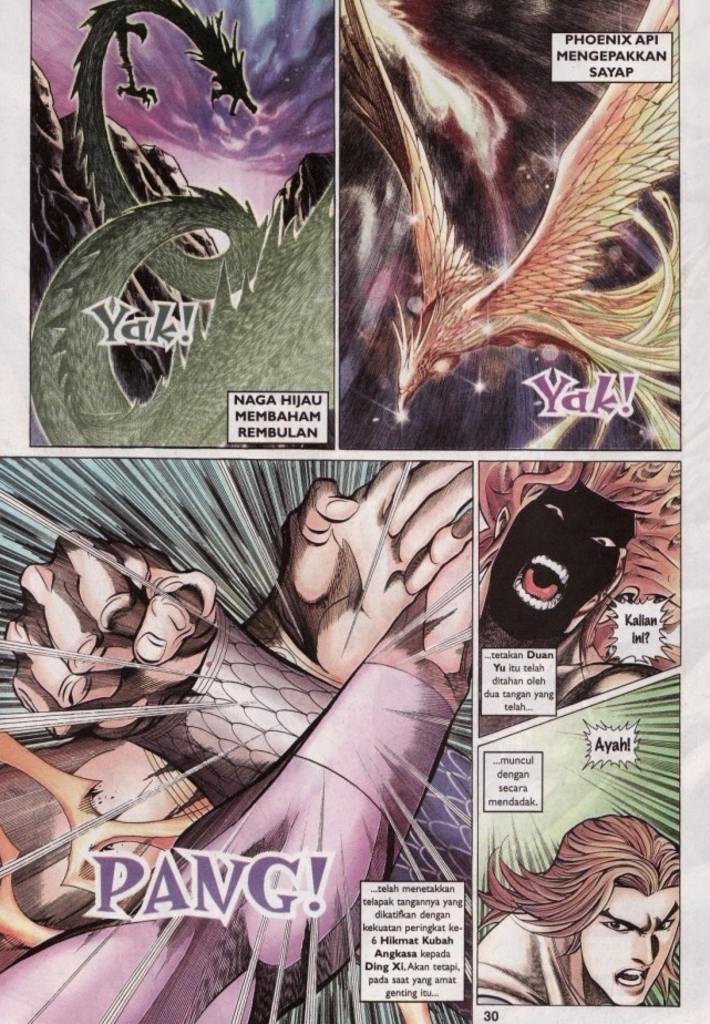 PHOENIX API
MENGEPAKKAN
SAYAP
Yak!
NAGA HIJAU
MEMBAHAM
REMBULAN
Yak!
PANG!
...telah menetakkan
telapak tangannya yang
dikatifkan dengan
kekuatan peringkat ke-
6 Hikmat Kubah
Angkasa kepada
Ding Xi. Akan tetapi,
pada saat yang amat
genting itu...
Kalian
ini?
...tetakan Duan
Yu itu telah
ditahan oleh
dua tangan yang
telah...
Ayah!
...muncul
dengan
secara
mendadak.
30